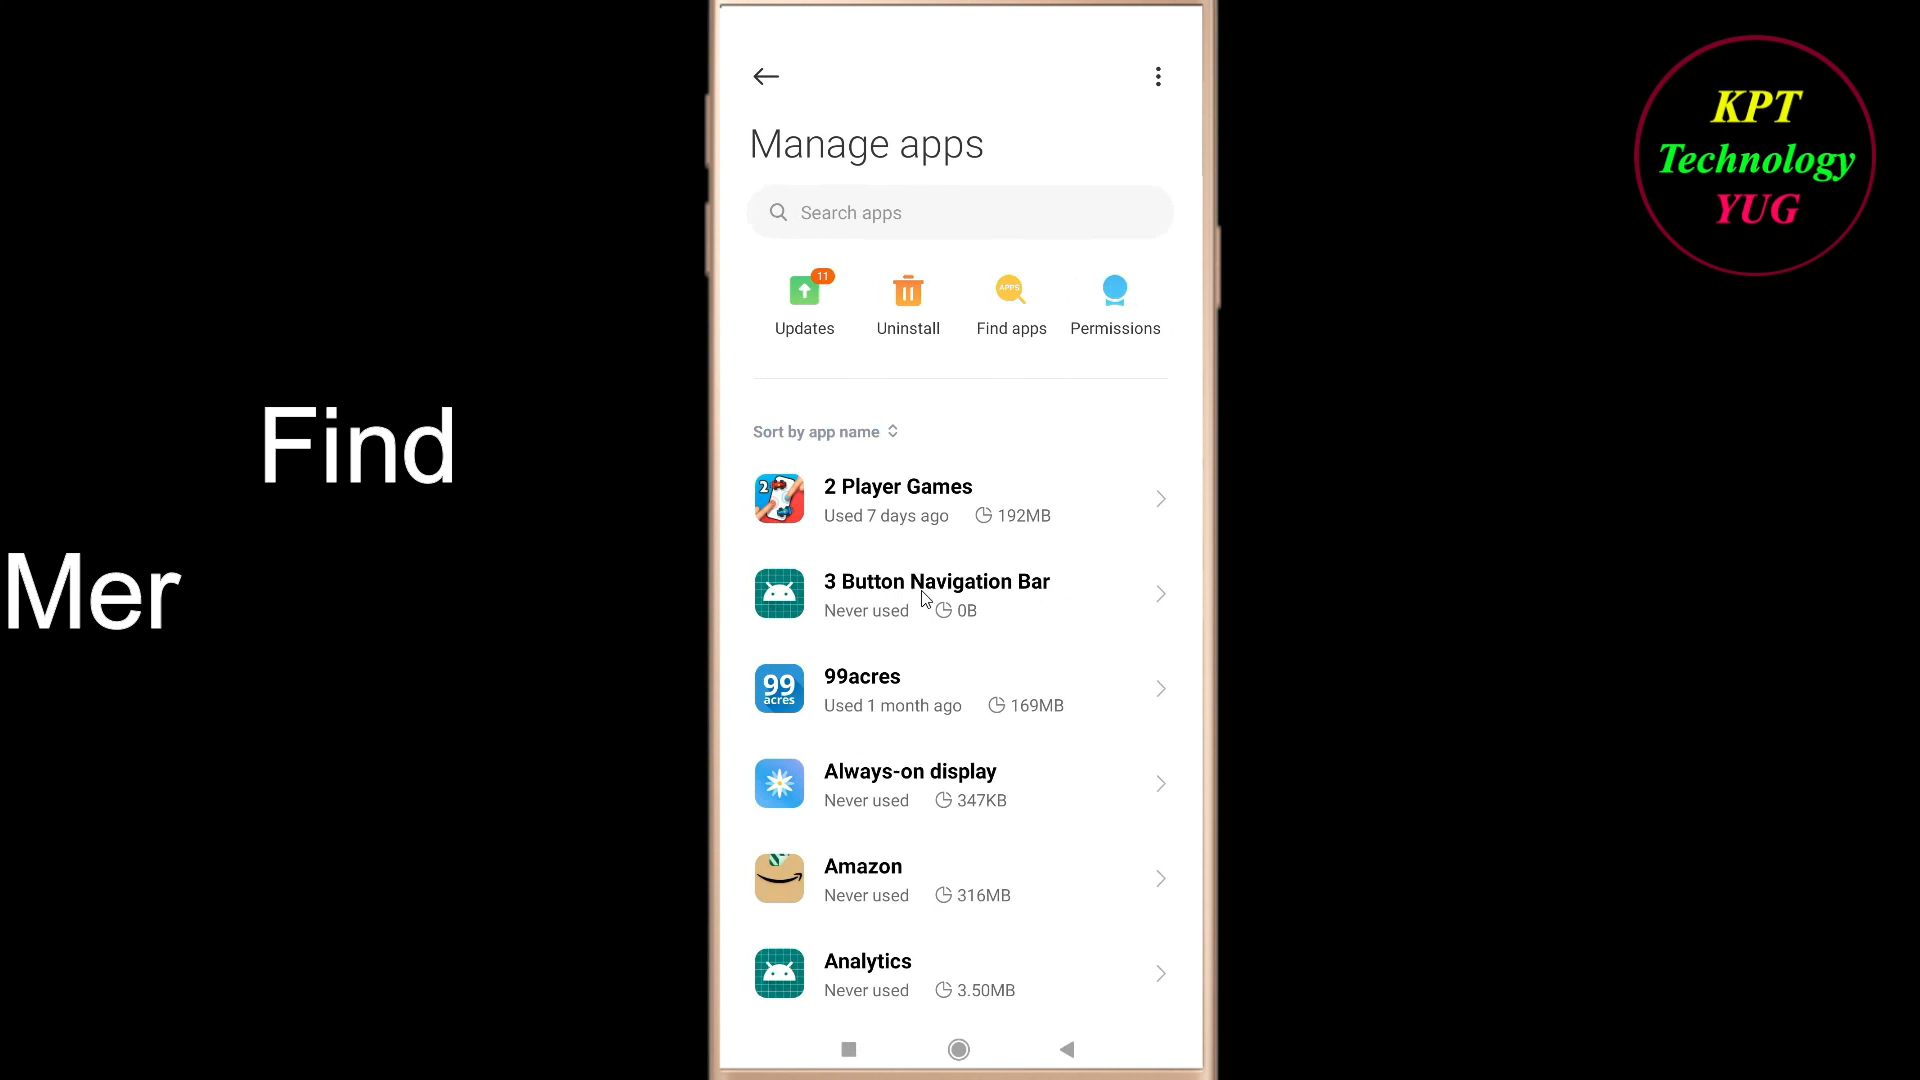 Manage apps
Search apps
11
APPS
Updates
Uninstall
Find apps
Permissions
Sort by app name
2
2 Player Games
Used 7 days ago 192MB
3 Button Navigation Bar
Never used 0B
99
acres
99acres
Used 1 month ago 169MB
Always-on display
Never used 347KB
Amazon
Never used 316MB
Analytics
Never used 3.50MB
Find
Mer
KPT
Technology
YUG